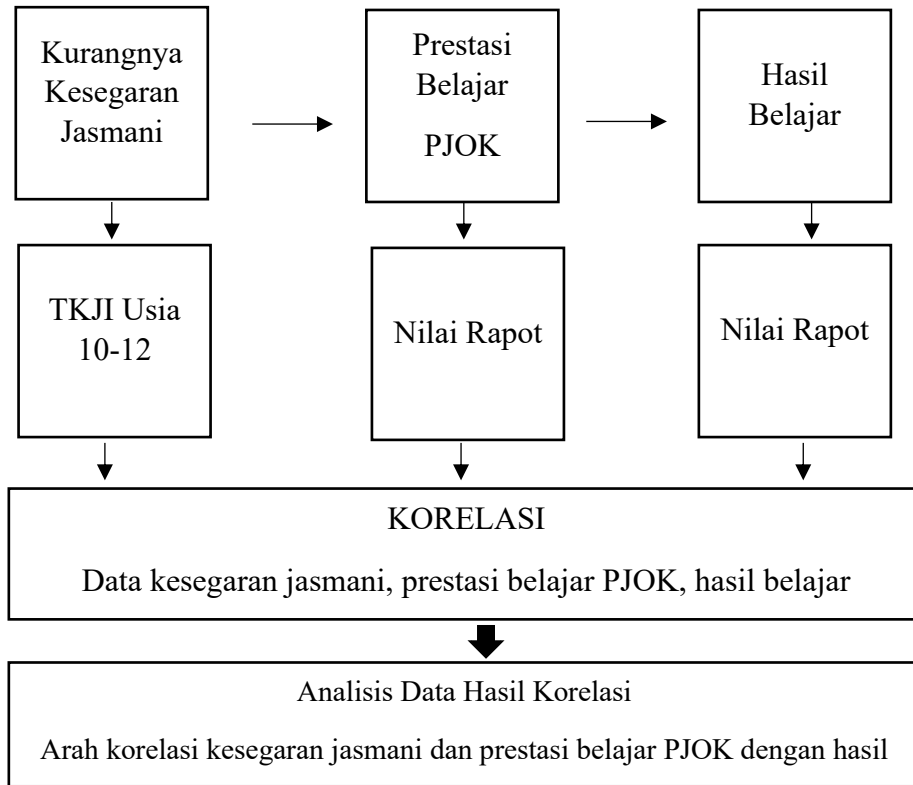 Kurangnya
Kesegaran
Jasmani
Prestasi
Belajar
PJOK
Hasil
Belajar
TKJI Usia
10-12
Nilai Rapot
Nilai Rapot
KORELASI
Data kesegaran jasmani, prestasi belajar PJOK, hasil belajar
Analisis Data Hasil Korelasi
Arah korelasi kesegaran jasmani dan prestasi belajar PJOK dengan hasil